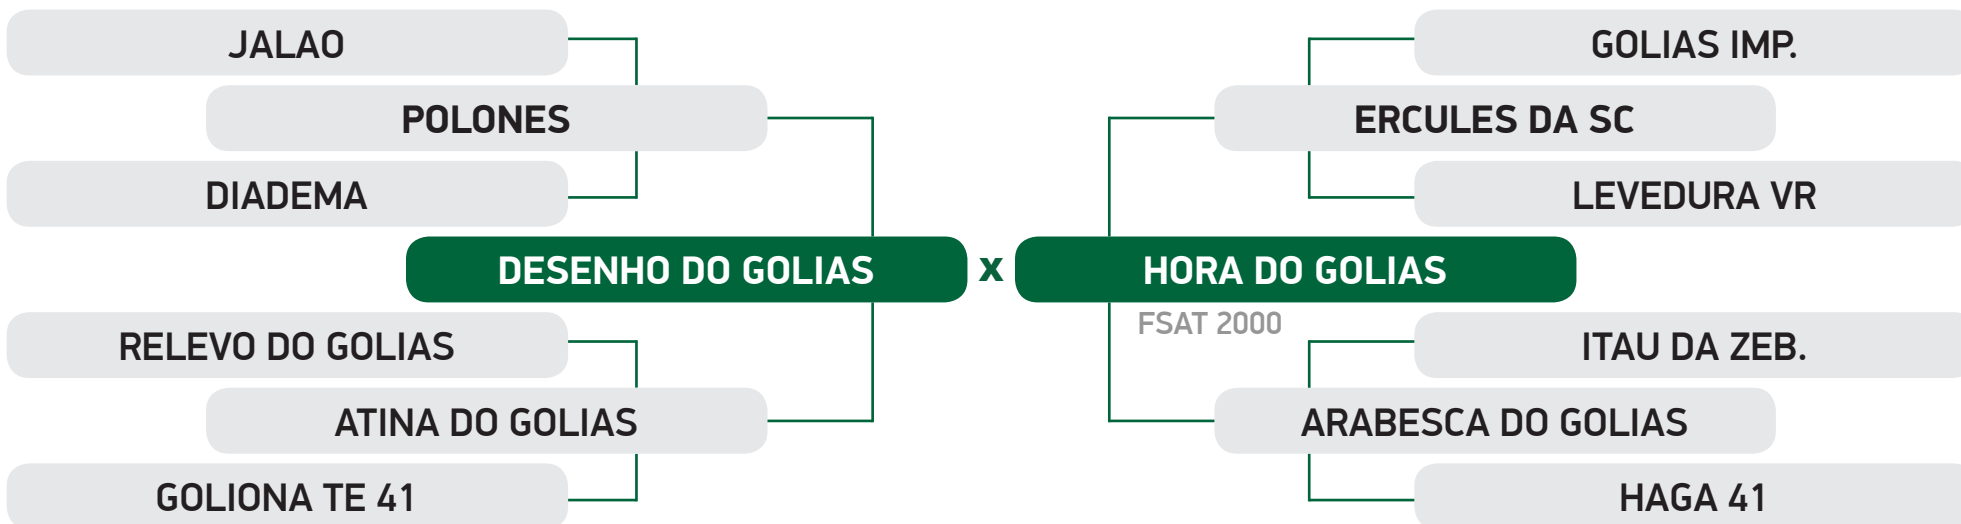 JALAO
GOLIAS IMP.
POLONES
ERCULES DA SC
DIADEMA
LEVEDURA VR
DESENHO DO GOLIAS x HORA DO GOLIAS
FSAT 2000
RELEVO DO GOLIAS
ITAU DA ZEB.
ATINA DO GOLIAS
ARABESCA DO GOLIAS
GOLIONA TE 41
HAGA 41